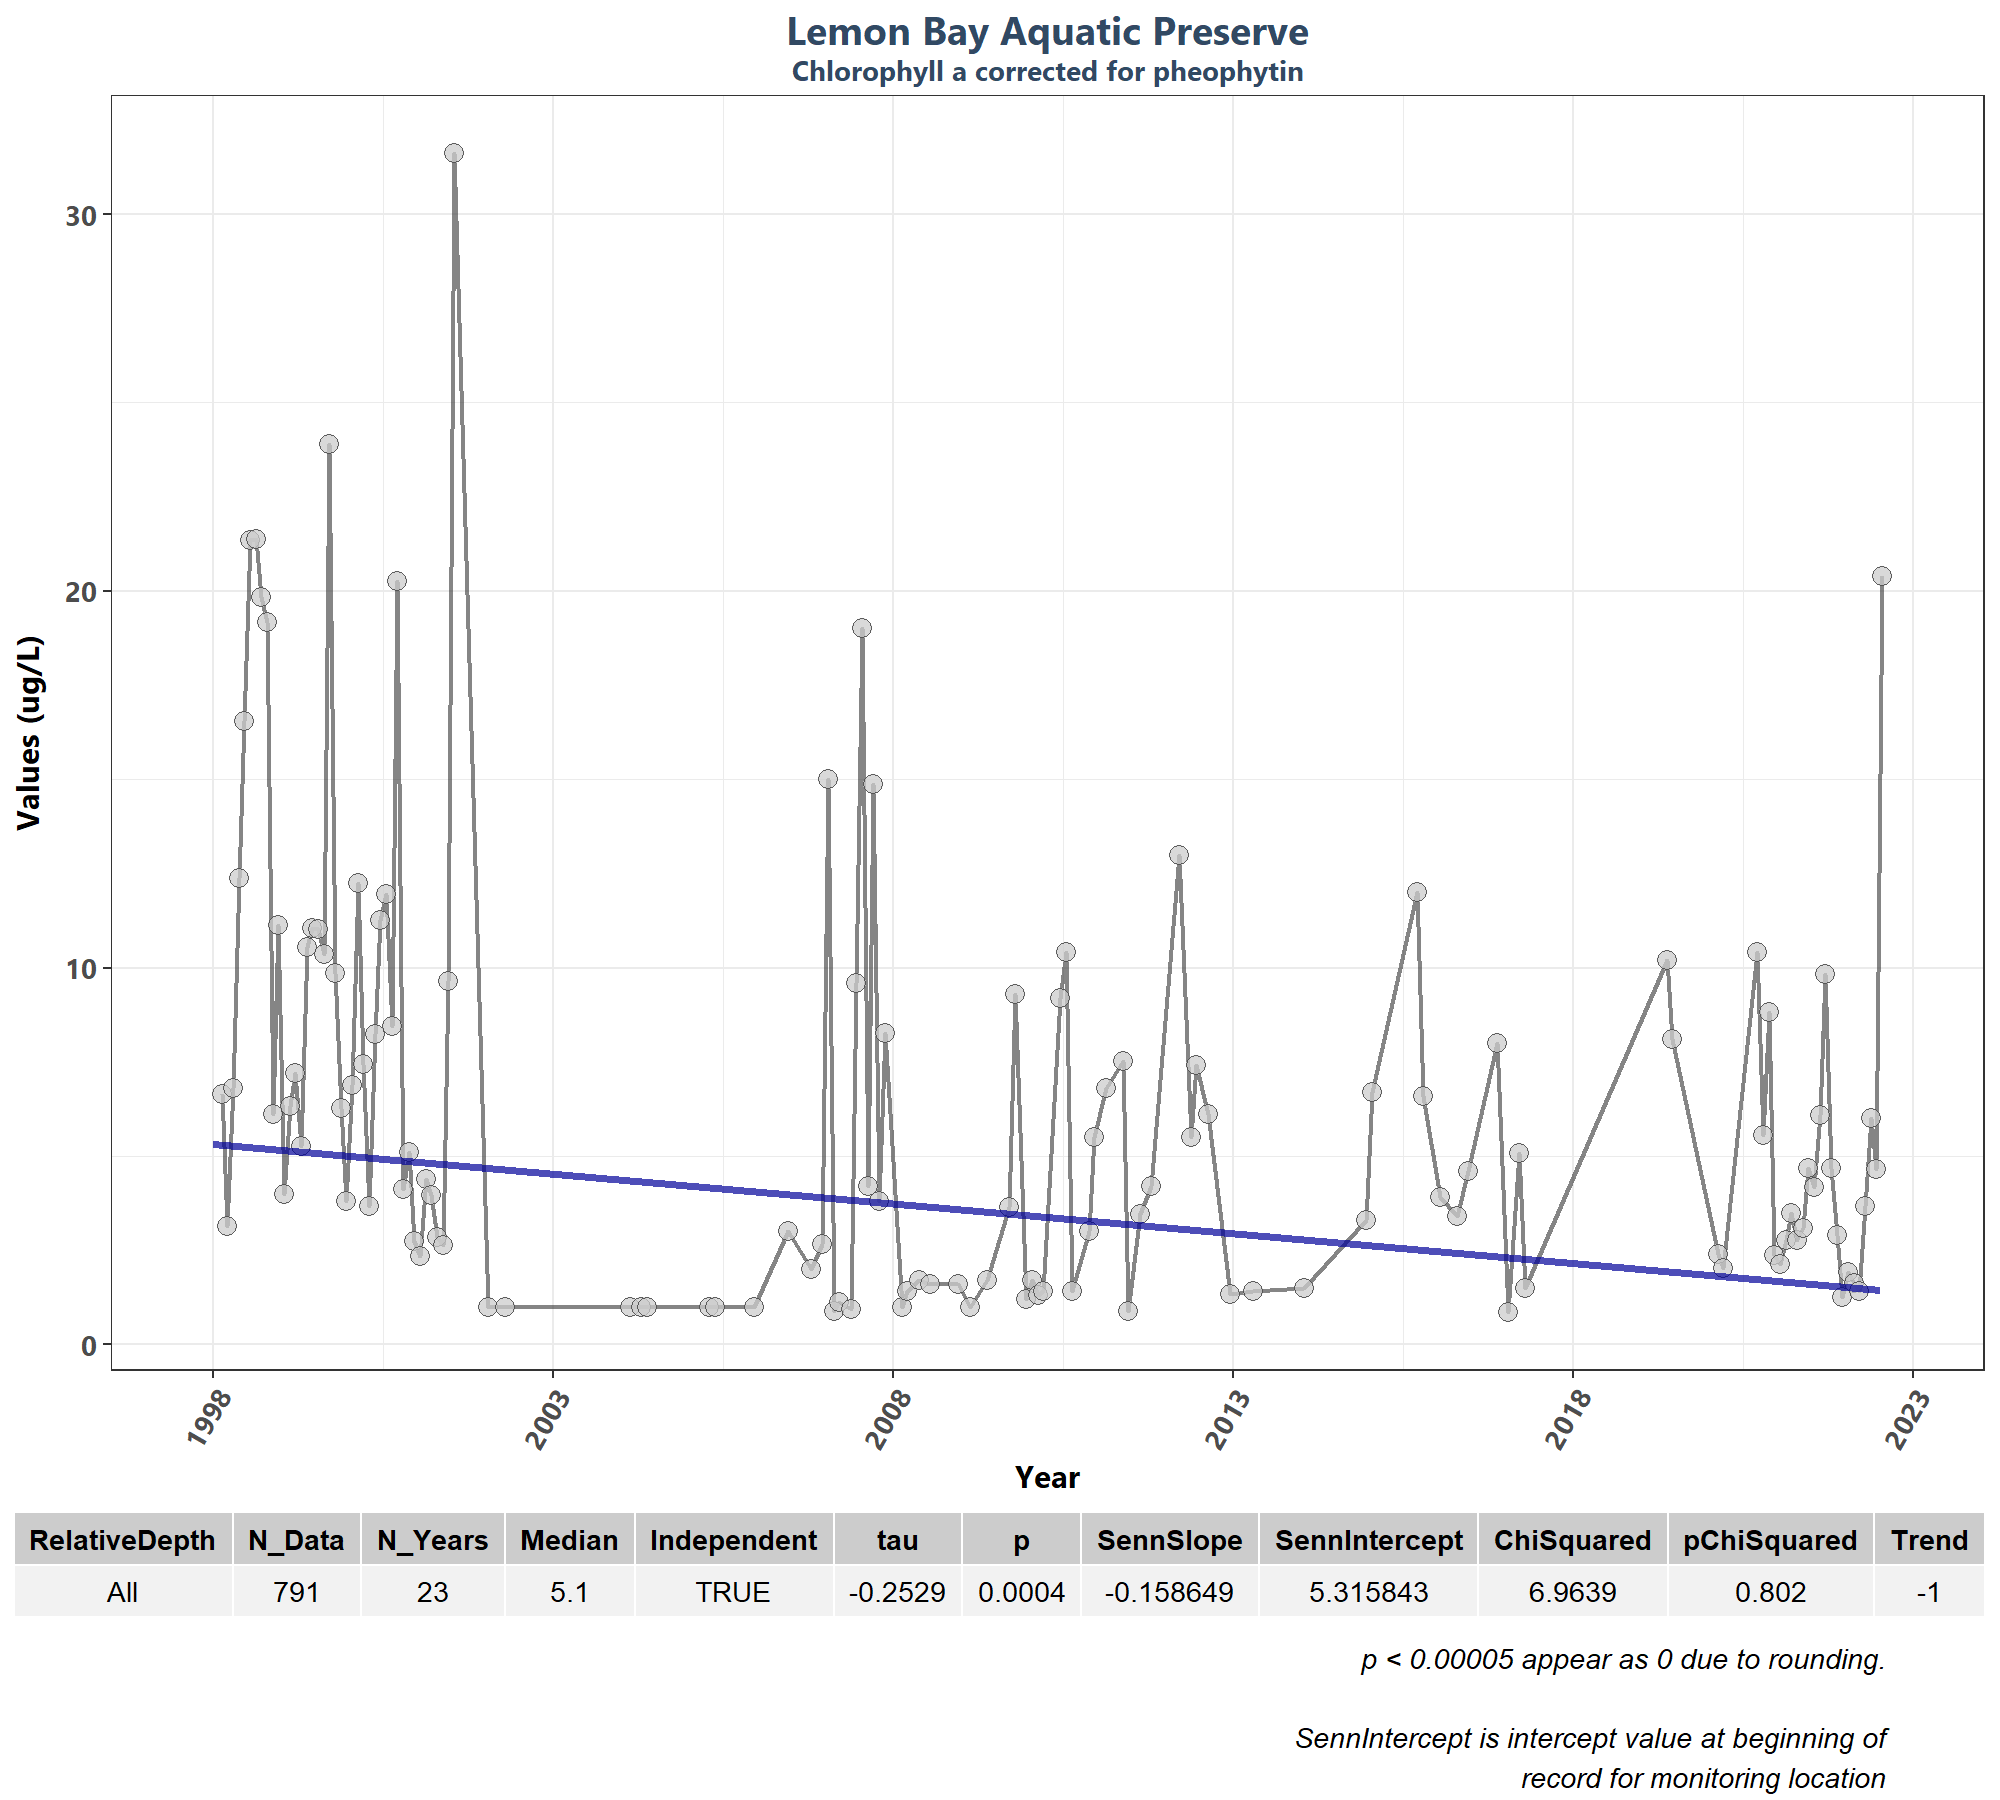 Lemon Bay Aquatic Preserve
Chlorophyll a corrected for pheophytin
Values (ug/L)
30
20
10
0
1998 2003 2008 2013 2018 2023
Year
RelativeDepth N_Data N_Years Median Independent tau p SennSlope SennIntercept ChiSquared pChiSquared Trend
All 791 23 5.1 TRUE -0.2529 0.0004 -0.158649 5.315843 6.9639 0.802 -1
p < 0.00005 appear as 0 due to rounding.
SennIntercept is intercept value at beginning of
record for monitoring location